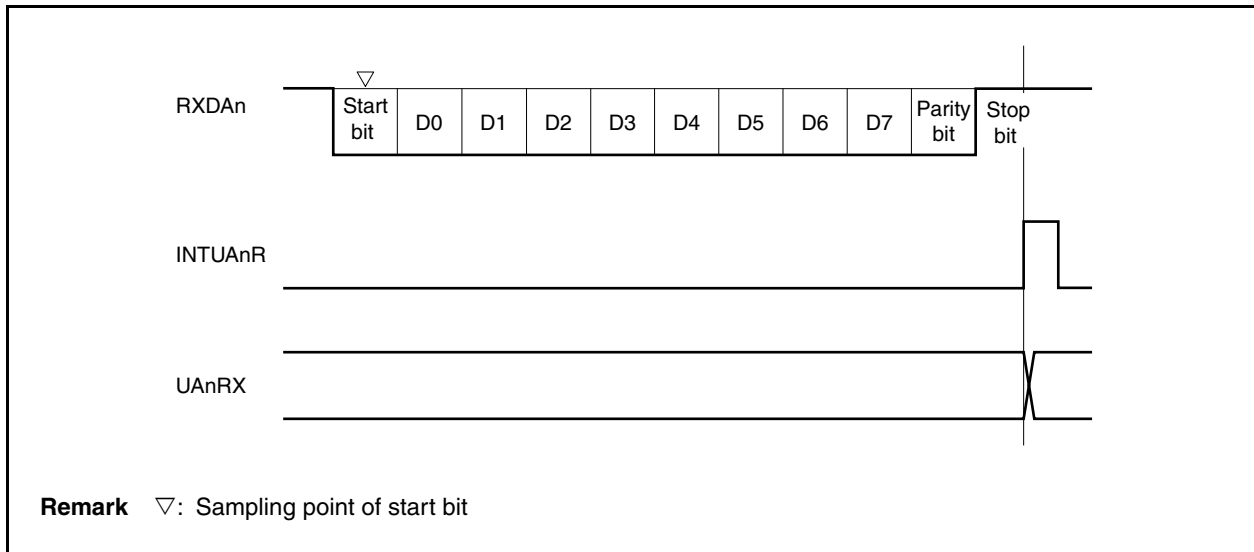 RXDAn
Start bit
D0
D1
D2
D3
D4
D5
D6
D7
Parity bit
Stop bit
INTUAnR
UAnRX
Remark ▽: Sampling point of start bit